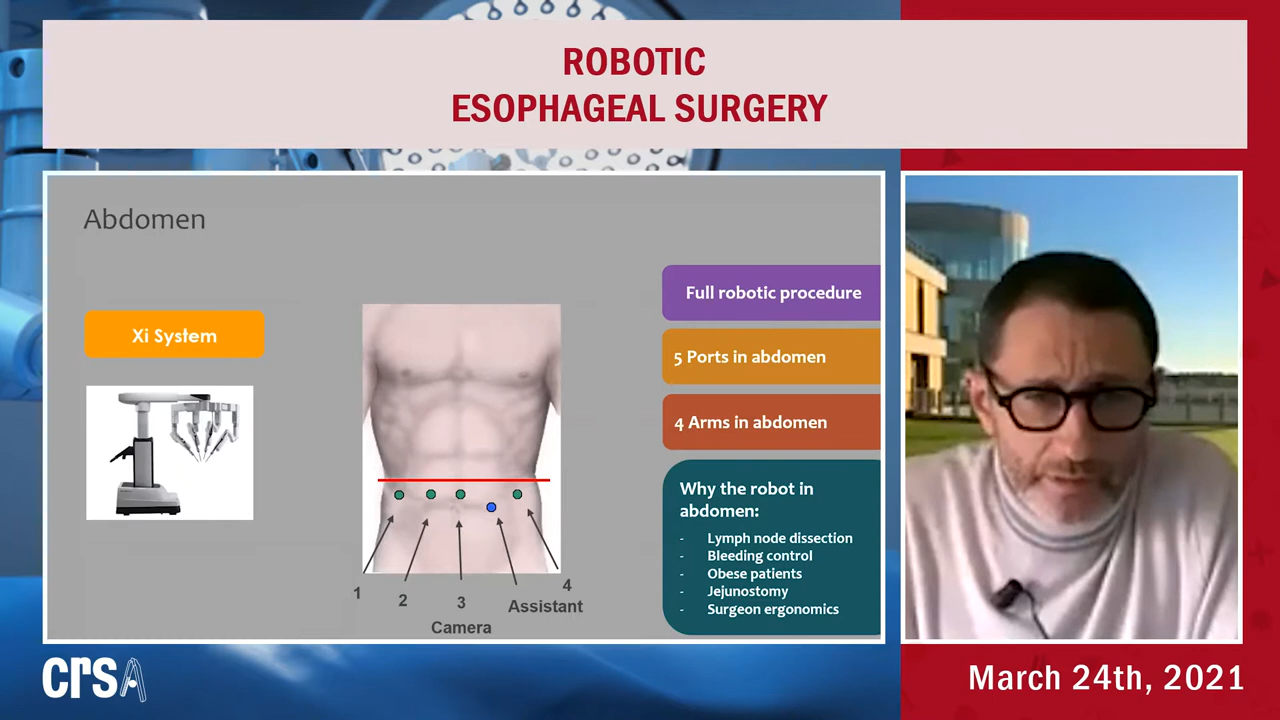 ROBOTIC
ESOPHAGEAL SURGERY
Abdomen
Xi System
Full robotic procedure
5 Ports in abdomen
4 Arms in abdomen
Why the robot in
abdomen:
- Lymph node dissection
- Bleeding control
- Obese patients
- Jejunostomy
- Surgeon ergonomics
1
2
3
4
Assistant
Camera
crsA
March 24th, 2021